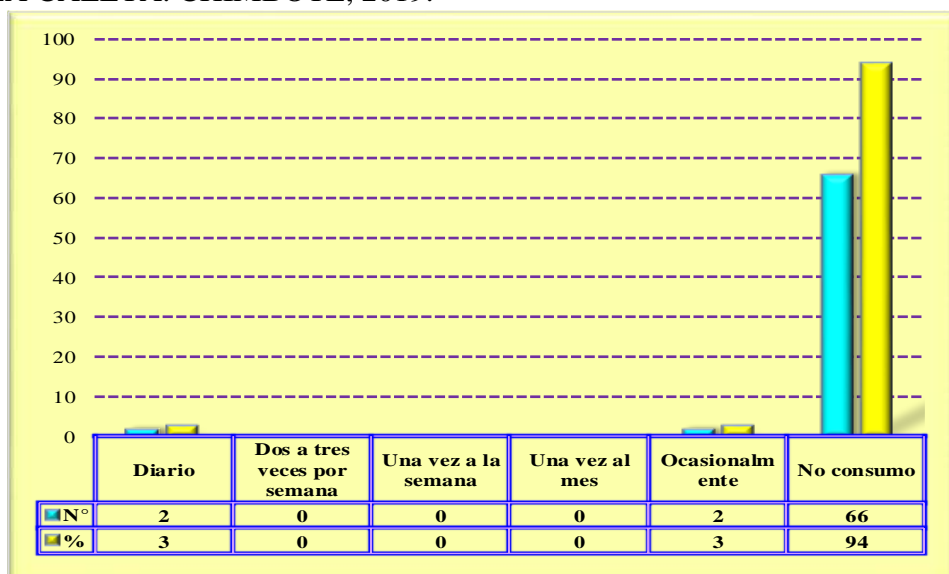 100
90
80
70
60
50
40
30
20
10
0
Diario
Dos a tres
veces por
semana
Una vez a la
semana
Una vez al
mes
Ocasionalm
ente
No consumo
N° 2 0 0 0 2 66
% 3 0 0 0 3 94